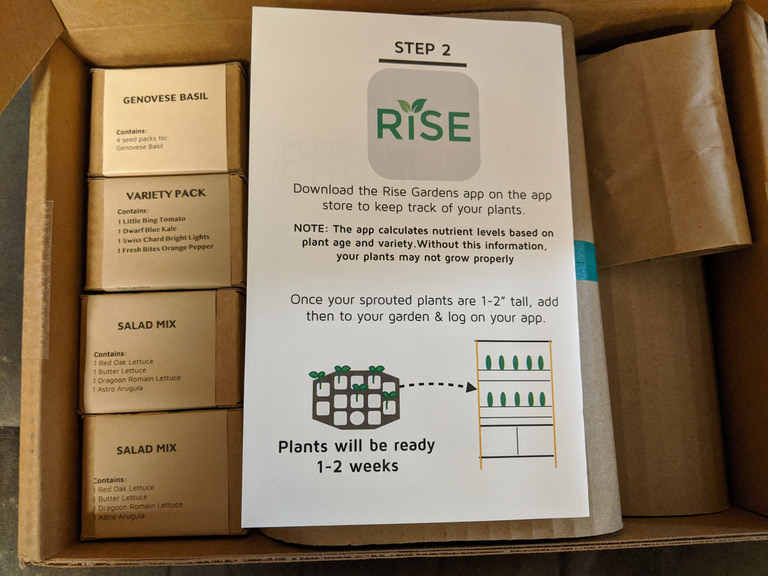 GENOVESE BASIL
Contains:
4 seed packs for
Genovese Basil
VARIETY PACK
Contains:
1 Little Bing Tomato
1 Dwarf Blue Kale
1 Swiss Chard Bright Lights
1 Fresh Bites Orange Pepper
SALAD MIX
Contains:
1 Red Oak Lettuce
1 Butter Lettuce
1 Dragoon Romain Lettuce
1 Astro Arugula
SALAD MIX
Contains:
1 Red Oak Lettuce
1 Butter Lettuce
1 Dragoon Romain Lettuce
1 Astro Arugula
STEP 2
RiSE
Download the Rise Gardens app on the app
store to keep track of your plants.
NOTE: The app calculates nutrient levels based on
plant age and variety.Without this information,
your plants may not grow properly
Once your sprouted plants are 1-2” tall, add
then to your garden & log on your app.
Plants will be ready
1-2 weeks